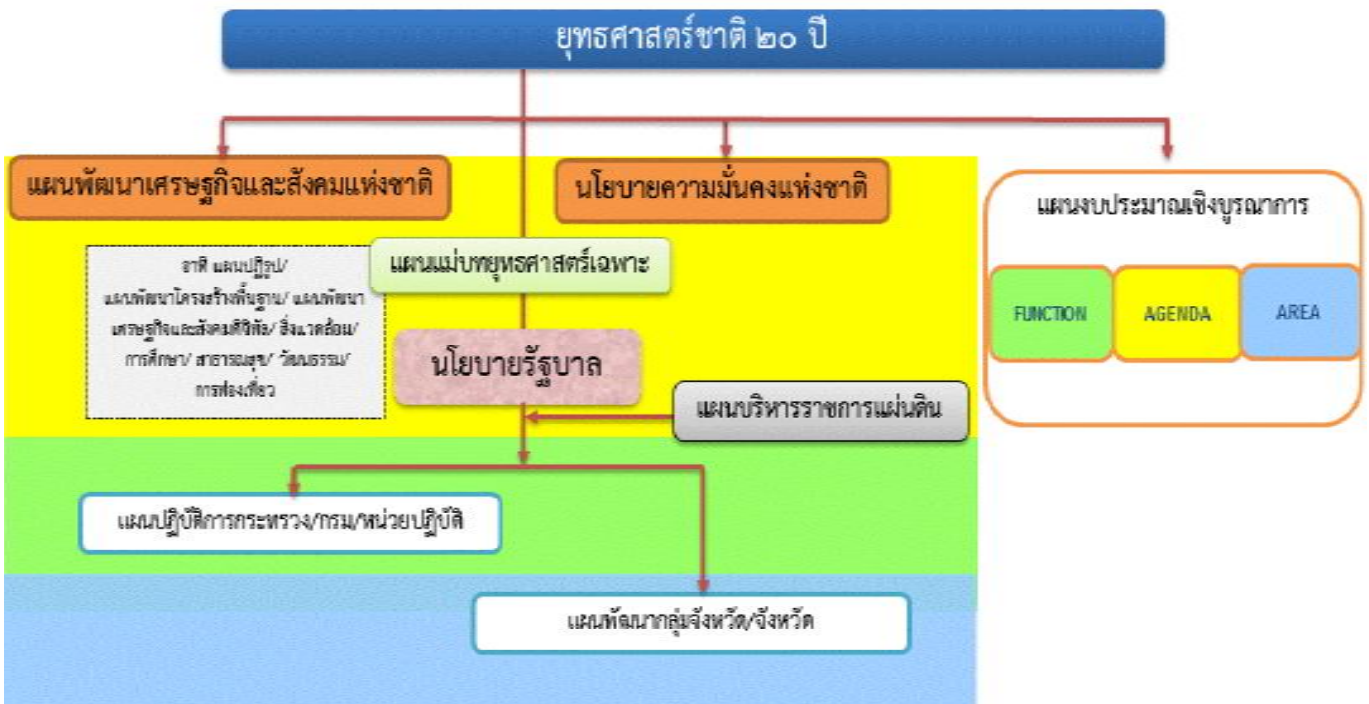 ยุทธศาสตร์ชาติ ๒๐ ปี
แผนพัฒนาเศรษฐกิจและสังคมแห่งชาติ
นโยบายความมั่นคงแห่งชาติ
แผนงบประมาณเชิงบูรณาการ
FUNCTION
AGENDA
AREA
แผนแม่บทยุทธศาสตร์เฉพาะ
อาทิ แผนปฏิรูป/
แผนพัฒนาโครงสร้างพื้นฐาน/ แผนพัฒนา
เศรษฐกิจและสังคมดิจิทัล/ สิ่งแวดล้อม/
การศึกษา/ สาธารณสุข/ วัฒนธรรม/
การท่องเที่ยว
นโยบายรัฐบาล
แผนบริหารราชการแผ่นดิน
แผนปฏิบัติการกระทรวง/กรม/หน่วยปฏิบัติ
แผนพัฒนากลุ่มจังหวัด/จังหวัด